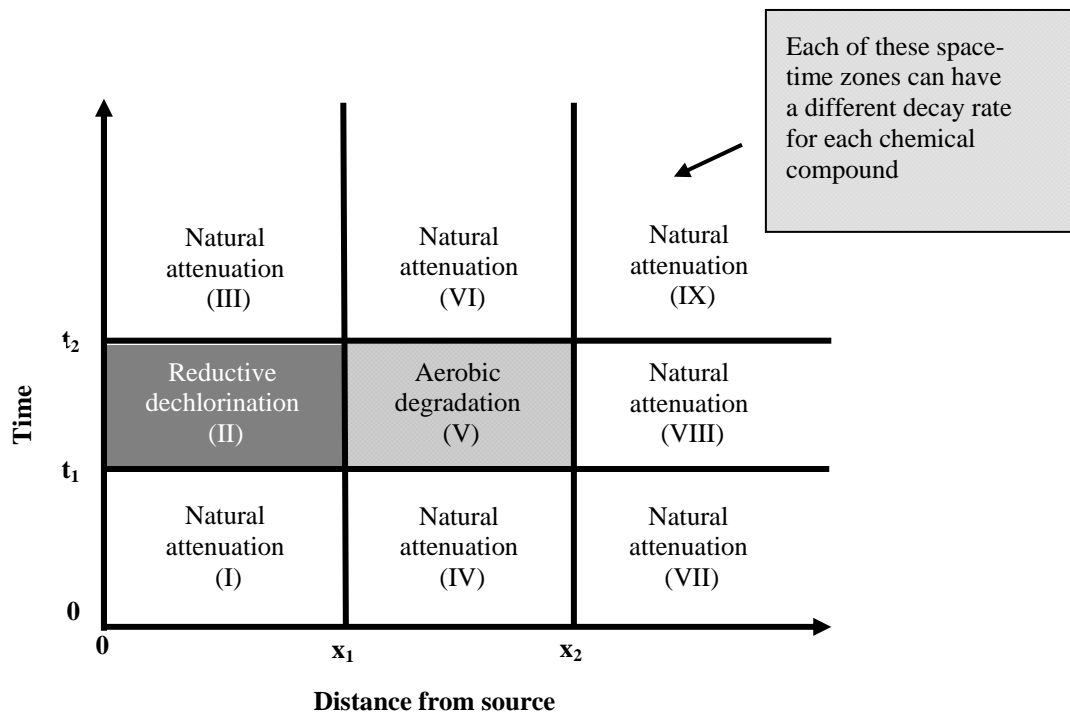 Each of these space-
time zones can have
a different decay rate
for each chemical
compound
Natural
attenuation
(III)
Natural
attenuation
(VI)
Natural
attenuation
(IX)
t2
Reductive
dechlorination
(II)
Aerobic
degradation
(V)
Natural
attenuation
(VIII)
Time
t1
Natural
attenuation
(I)
Natural
attenuation
(IV)
Natural
attenuation
(VII)
0
0
x1
x2
Distance from source